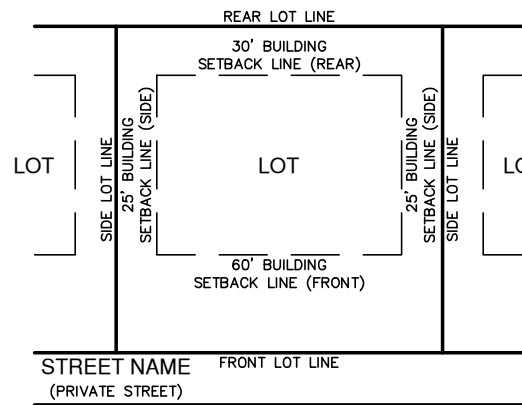 REAR LOT LINE
30' BUILDING
SETBACK LINE (REAR)
LOT
SIDE LOT LINE
25' BUILDING
SETBACK LINE (SIDE)
LOT
25' BUILDING
SETBACK LINE (SIDE)
SIDE LOT LINE
60' BUILDING
SETBACK LINE (FRONT)
STREET NAME
(PRIVATE STREET)
FRONT LOT LINE